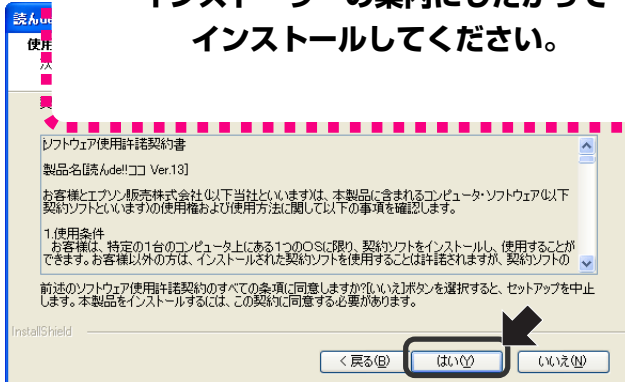 インストーラーの案内にしたがって
インストールしてください。
読んde
使用
次
契
ソフトウェア使用許諾契約書
製品名[読んde!!ココ Ver.13]
お客様とエプソン販売株式会社(以下当社といいます)は、本製品に含まれるコンピュータ・ソフトウェア(以下
契約ソフトといいます)の使用権および使用方法に関して以下の事項を確認します。
1.使用条件
お客様は、特定の1台のコンピュータ上にある1つのOSに限り、契約ソフトをインストールし、使用することが
できます。お客様以外の方は、インストールされた契約ソフトを使用することは許諾されますが、契約ソフトの
前述のソフトウェア使用許諾契約のすべての条項に同意しますか?[いいえ]ボタンを選択すると、セットアップを中止
します。本製品をインストールするには、この契約に同意する必要があります。
InstallShield
< 戻る(B) はい(Y) いいえ(N)